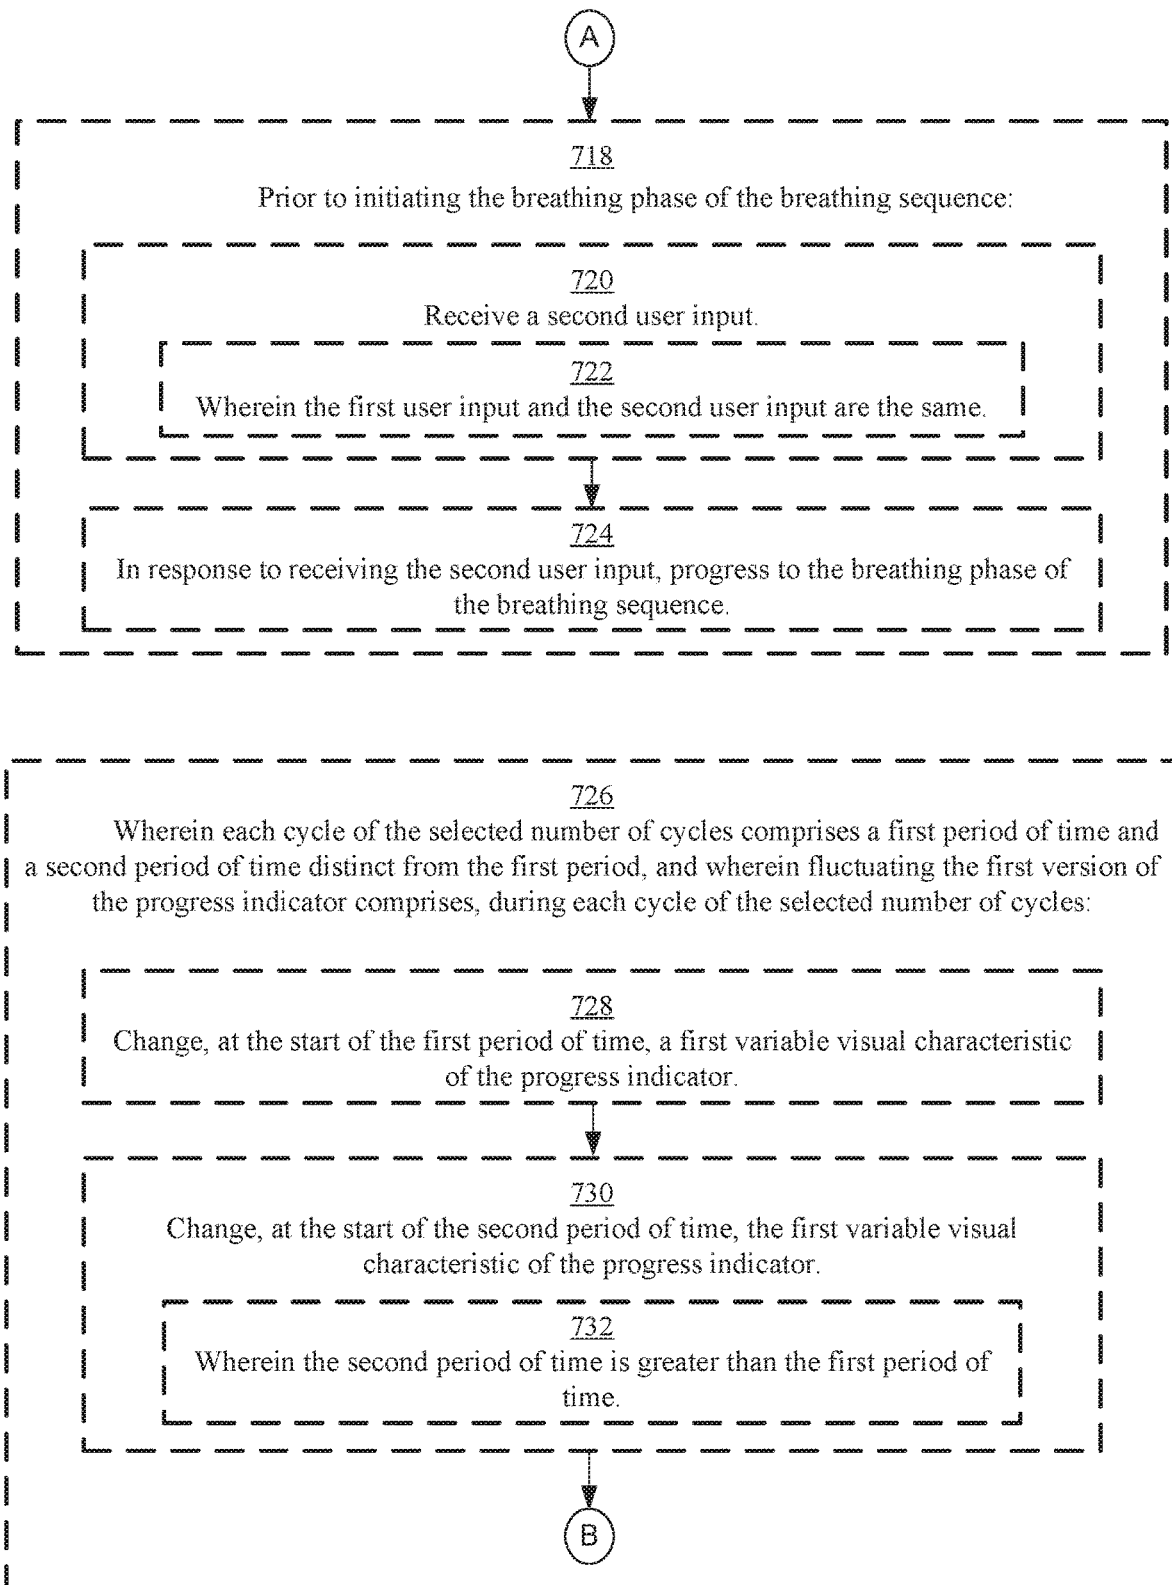 A
718
Prior to initiating the breathing phase of the breathing sequence:
720
Receive a second user input.
722
Wherein the first user input and the second user input are the same.
724
In response to receiving the second user input, progress to the breathing phase of
the breathing sequence.
726
Wherein each cycle of the selected number of cycles comprises a first period of time and
a second period of time distinct from the first period, and wherein fluctuating the first version of
the progress indicator comprises, during each cycle of the selected number of cycles:
728
Change, at the start of the first period of time, a first variable visual characteristic
of the progress indicator.
730
Change, at the start of the second period of time, the first variable visual
characteristic of the progress indicator.
732
Wherein the second period of time is greater than the first period of
time.
B